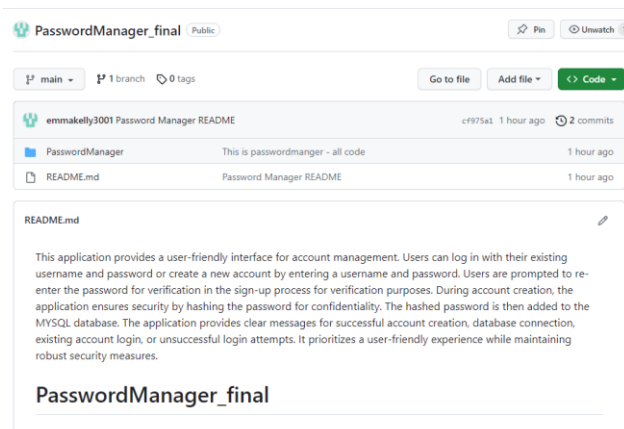 PasswordManager_final Public Pin Unwatch 1
main 1 branch 0 tags Go to file Add file Code
emmakelly3001 Password Manager README cf975a1 1 hour ago 2 commits
PasswordManager This is passwordmanger - all code 1 hour ago
README.md Password Manager README 1 hour ago
README.md
This application provides a user-friendly interface for account management. Users can log in with their existing
username and password or create a new account by entering a username and password. Users are prompted to re-
enter the password for verification in the sign-up process for verification purposes. During account creation, the
application ensures security by hashing the password for confidentiality. The hashed password is then added to the
MYSQL database. The application provides clear messages for successful account creation, database connection,
existing account login, or unsuccessful login attempts. It prioritizes a user-friendly experience while maintaining
robust security measures.
PasswordManager_final